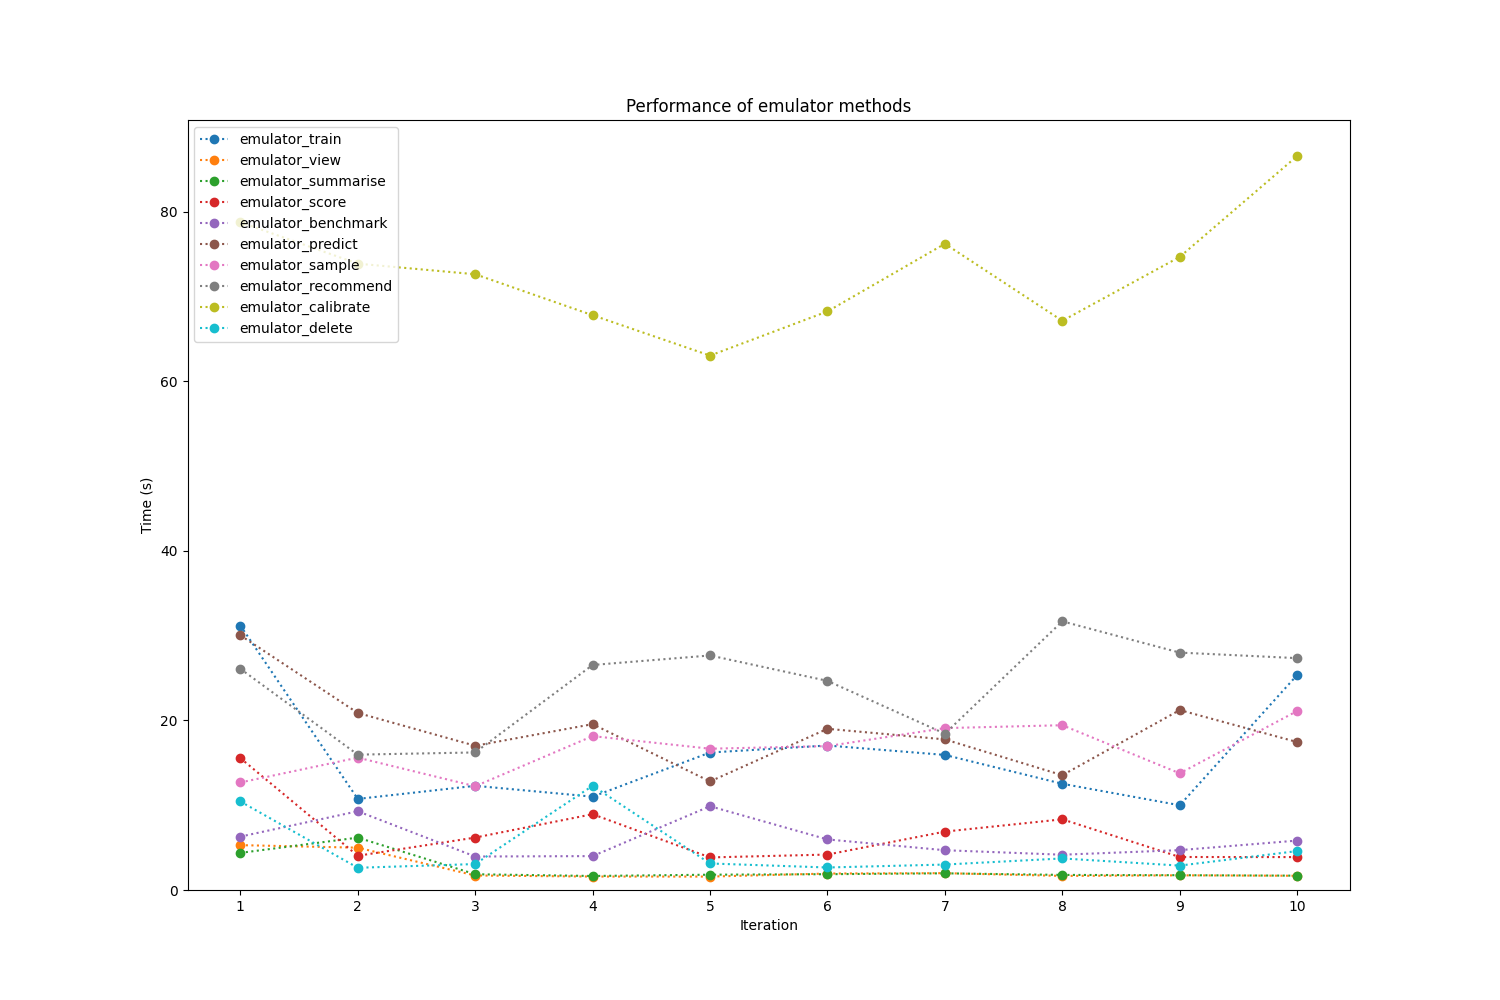 Performance of emulator methods
emulator_train
emulator_view
emulator_summarise
emulator_score
emulator_benchmark
emulator_predict
emulator_sample
emulator_recommend
emulator_calibrate
emulator_delete
80
60
40
20
0
Time (s)
1 2 3 4 5 6 7 8 9 10
Iteration